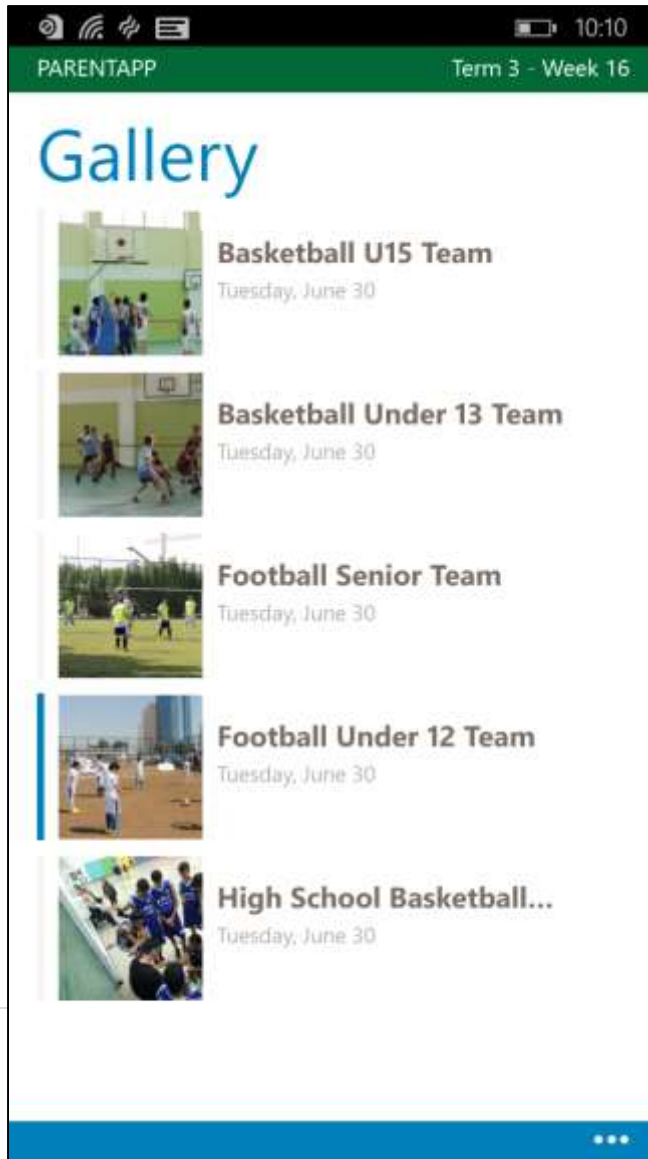 10:10
PARENTAPP Term 3 - Week 16
Gallery
Basketball U15 Team
Tuesday, June 30
Basketball Under 13 Team
Tuesday, June 30
Football Senior Team
Tuesday, June 30
Football Under 12 Team
Tuesday, June 30
High School Basketball...
Tuesday, June 30